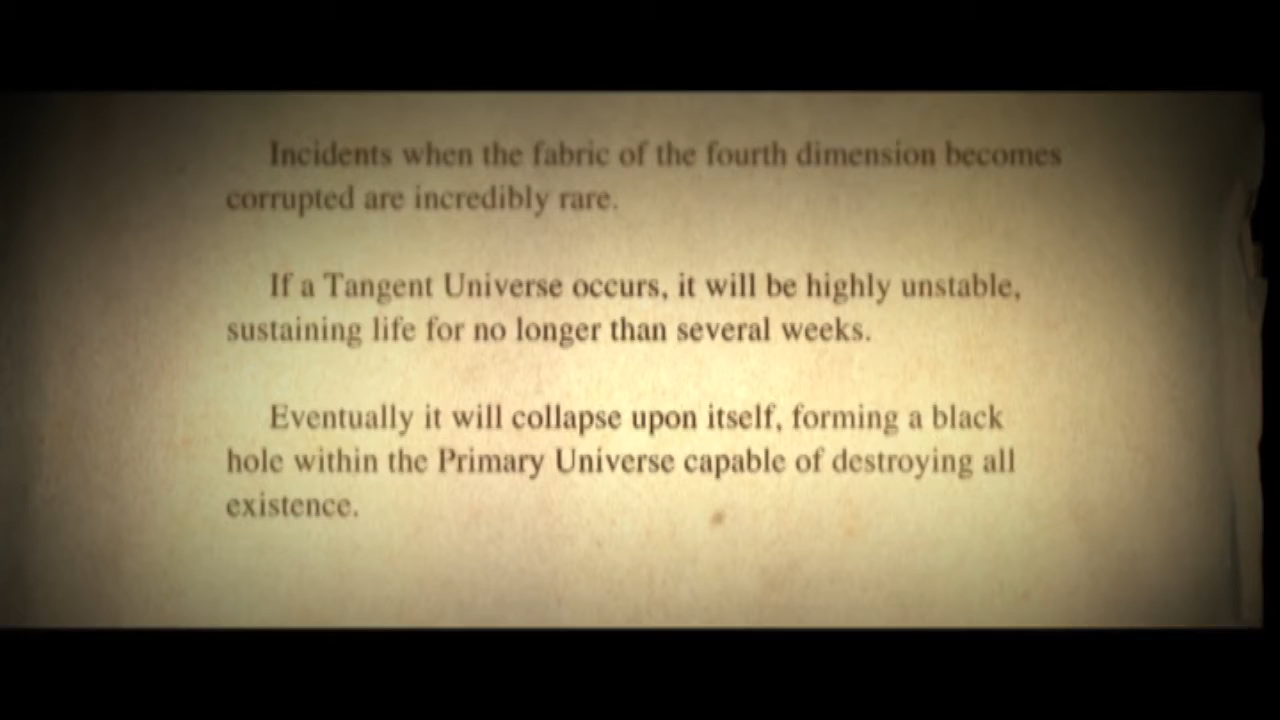 Incidents when the fabric of the fourth dimension becomes
corrupted are incredibly rare.
If a Tangent Universe occurs, it will be highly unstable,
sustaining life for no longer than several weeks.
Eventually it will collapse upon itself, forming a black
hole within the Primary Universe capable of destroying all
existence.